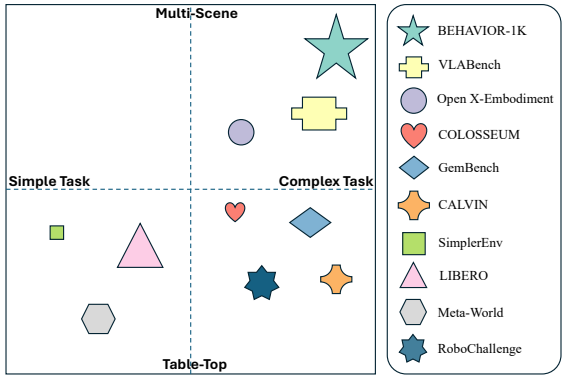 Multi-Scene
Simple Task
Complex Task
Table-Top
BEHAVIOR-1K
VLABench
Open X-Embodiment
COLOSSEUM
GemBench
CALVIN
SimplerEnv
LIBERO
Meta-World
RoboChallenge